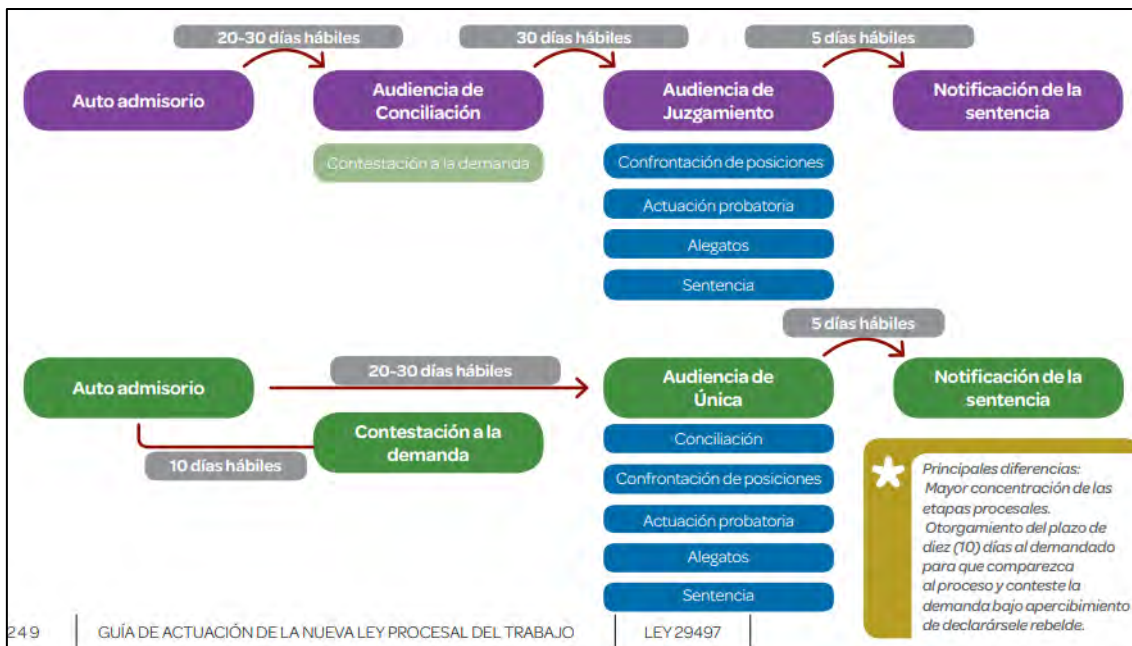 20-30 días hábiles
30 días hábiles
5 días hábiles
Auto admisorio
Audiencia de
Conciliación
Audiencia de
Juzgamiento
Notificación de la
sentencia
Contestación a la demanda
Confrontación de posiciones
Actuación probatoria
Alegatos
Sentencia
5 días hábiles
Auto admisorio
20-30 días hábiles
Audiencia de
Única
Notificación de la
sentencia
10 días hábiles
Contestación a la
demanda
Conciliación
Confrontación de posiciones
Actuación probatoria
Alegatos
Sentencia
Principales diferencias:
Mayor concentración de las
etapas procesales.
Otorgamiento del plazo de
diez (10) días al demandado
para que comparezca
al proceso y conteste la
demanda bajo apercibimiento
de declarársele rebelde.
249 GUÍA DE ACTUACIÓN DE LA NUEVA LEY PROCESAL DEL TRABAJO LEY 29497